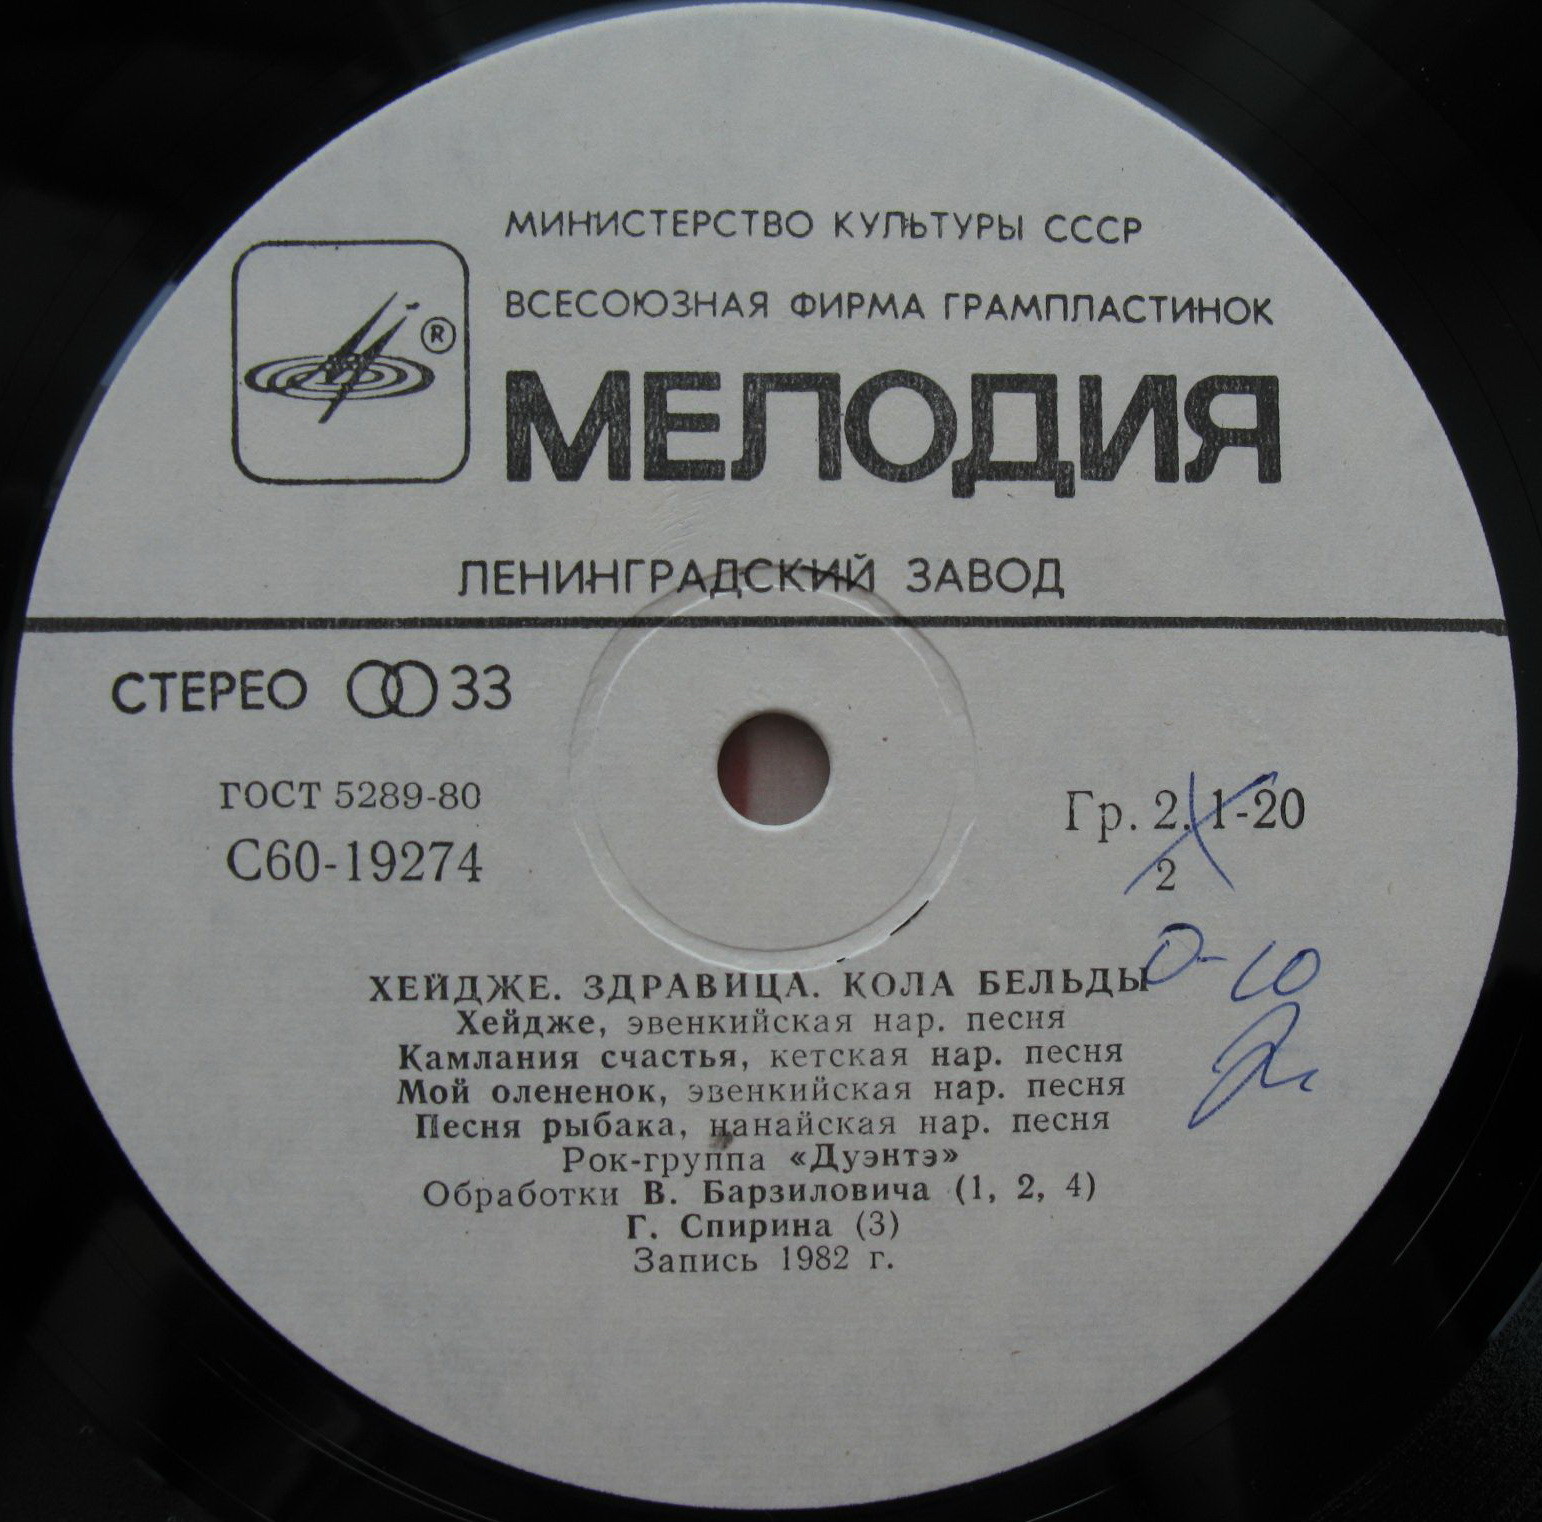 МИНИСТЕРСТВО КУЛЬТУРЫ СССР
ВСЕСОЮЗНАЯ ФИРМА ГРАМПЛАСТИНОК
®
МЕЛОДИЯ
ЛЕНИНГРАДСКИЙ ЗАВОД
СТЕРЕО 33
ГОСТ 5289-80
С60-19274
Гр. 2. 1-20
2
0-10
ХЕЙДЖЕ. ЗДРАВИЦА. КОЛА БЕЛЬДЫ
Хейдже, эвенкийская нар. песня
Камлания счастья, кетская нар. песня
Мой олененок, эвенкийская нар. песня
Песня рыбака, нанайская нар. песня
Рок-группа «Дуэнтэ»
Обработки В. Барзиловича (1, 2, 4)
Г. Спирина (3)
Запись 1982 г.